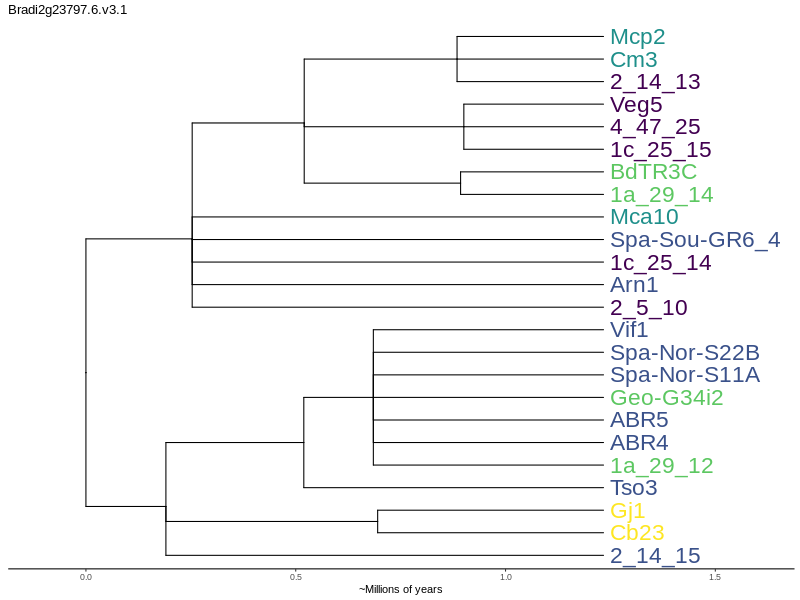 Bradi2g23797.6.v3.1
Mcp2
Cm3
2_14_13
Veg5
4_47_25
1c_25_15
BdTR3C
1a_29_14
Mca10
Spa-Sou-GR6_4
1c_25_14
Arn1
2_5_10
Vif1
Spa-Nor-S22B
Spa-Nor-S11A
Geo-G34i2
ABR5
ABR4
1a_29_12
Tso3
Gj1
Cb23
2_14_15
0.0 0.5 1.0 1.5
~Millions of years